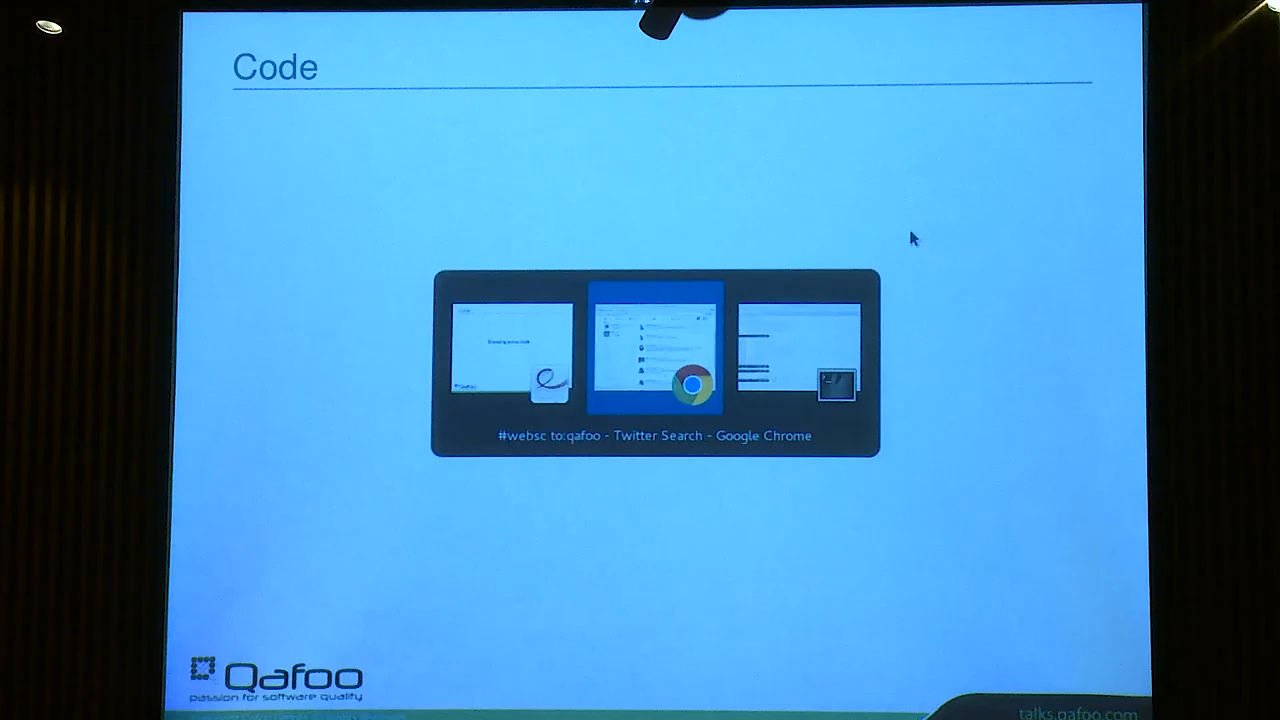 Code
#websc to:qafoo - Twitter Search - Google Chrome
Qafoo
passion for software quality
talks.qafoo.com